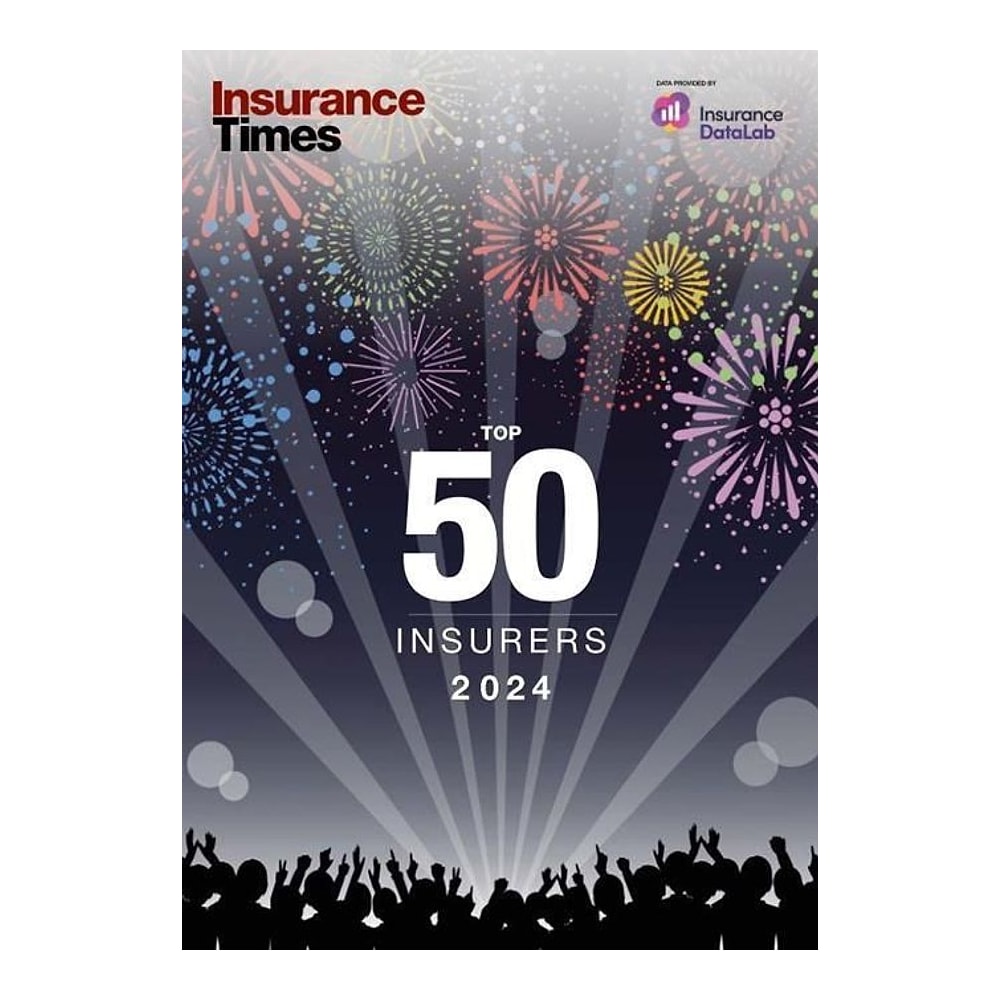 Insurance
Times
DATA PROVIDED BY
Insurance
DataLab
TOP
50
INSURERS
2024